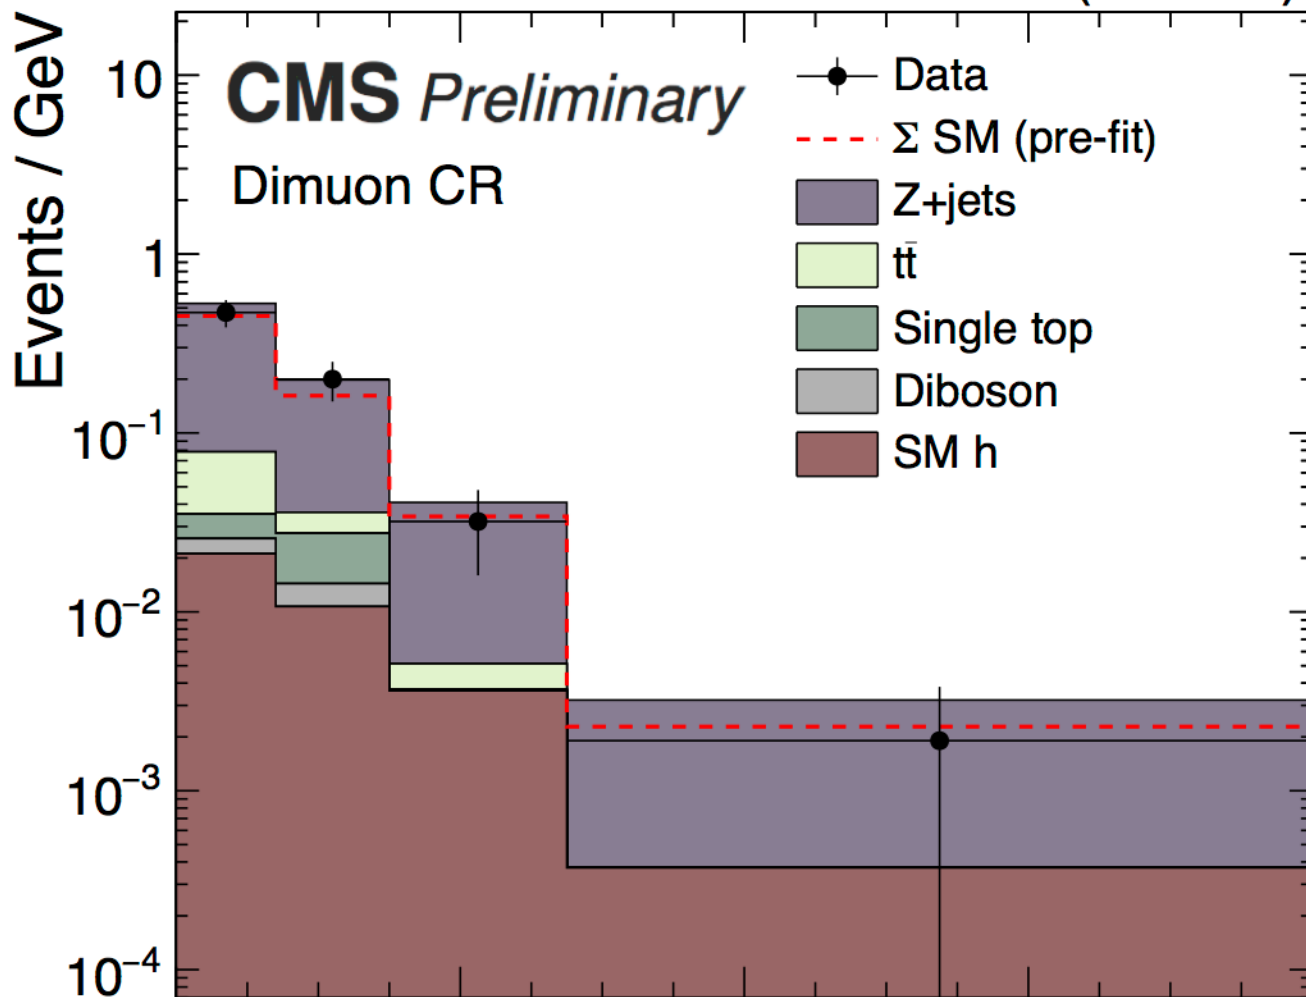 Events / GeV
10
1
10⁻¹
10⁻²
10⁻³
10⁻⁴
CMS Preliminary
Dimuon CR
Data
Σ SM (pre-fit)
Z+jets
tt̄
Single top
Diboson
SM h